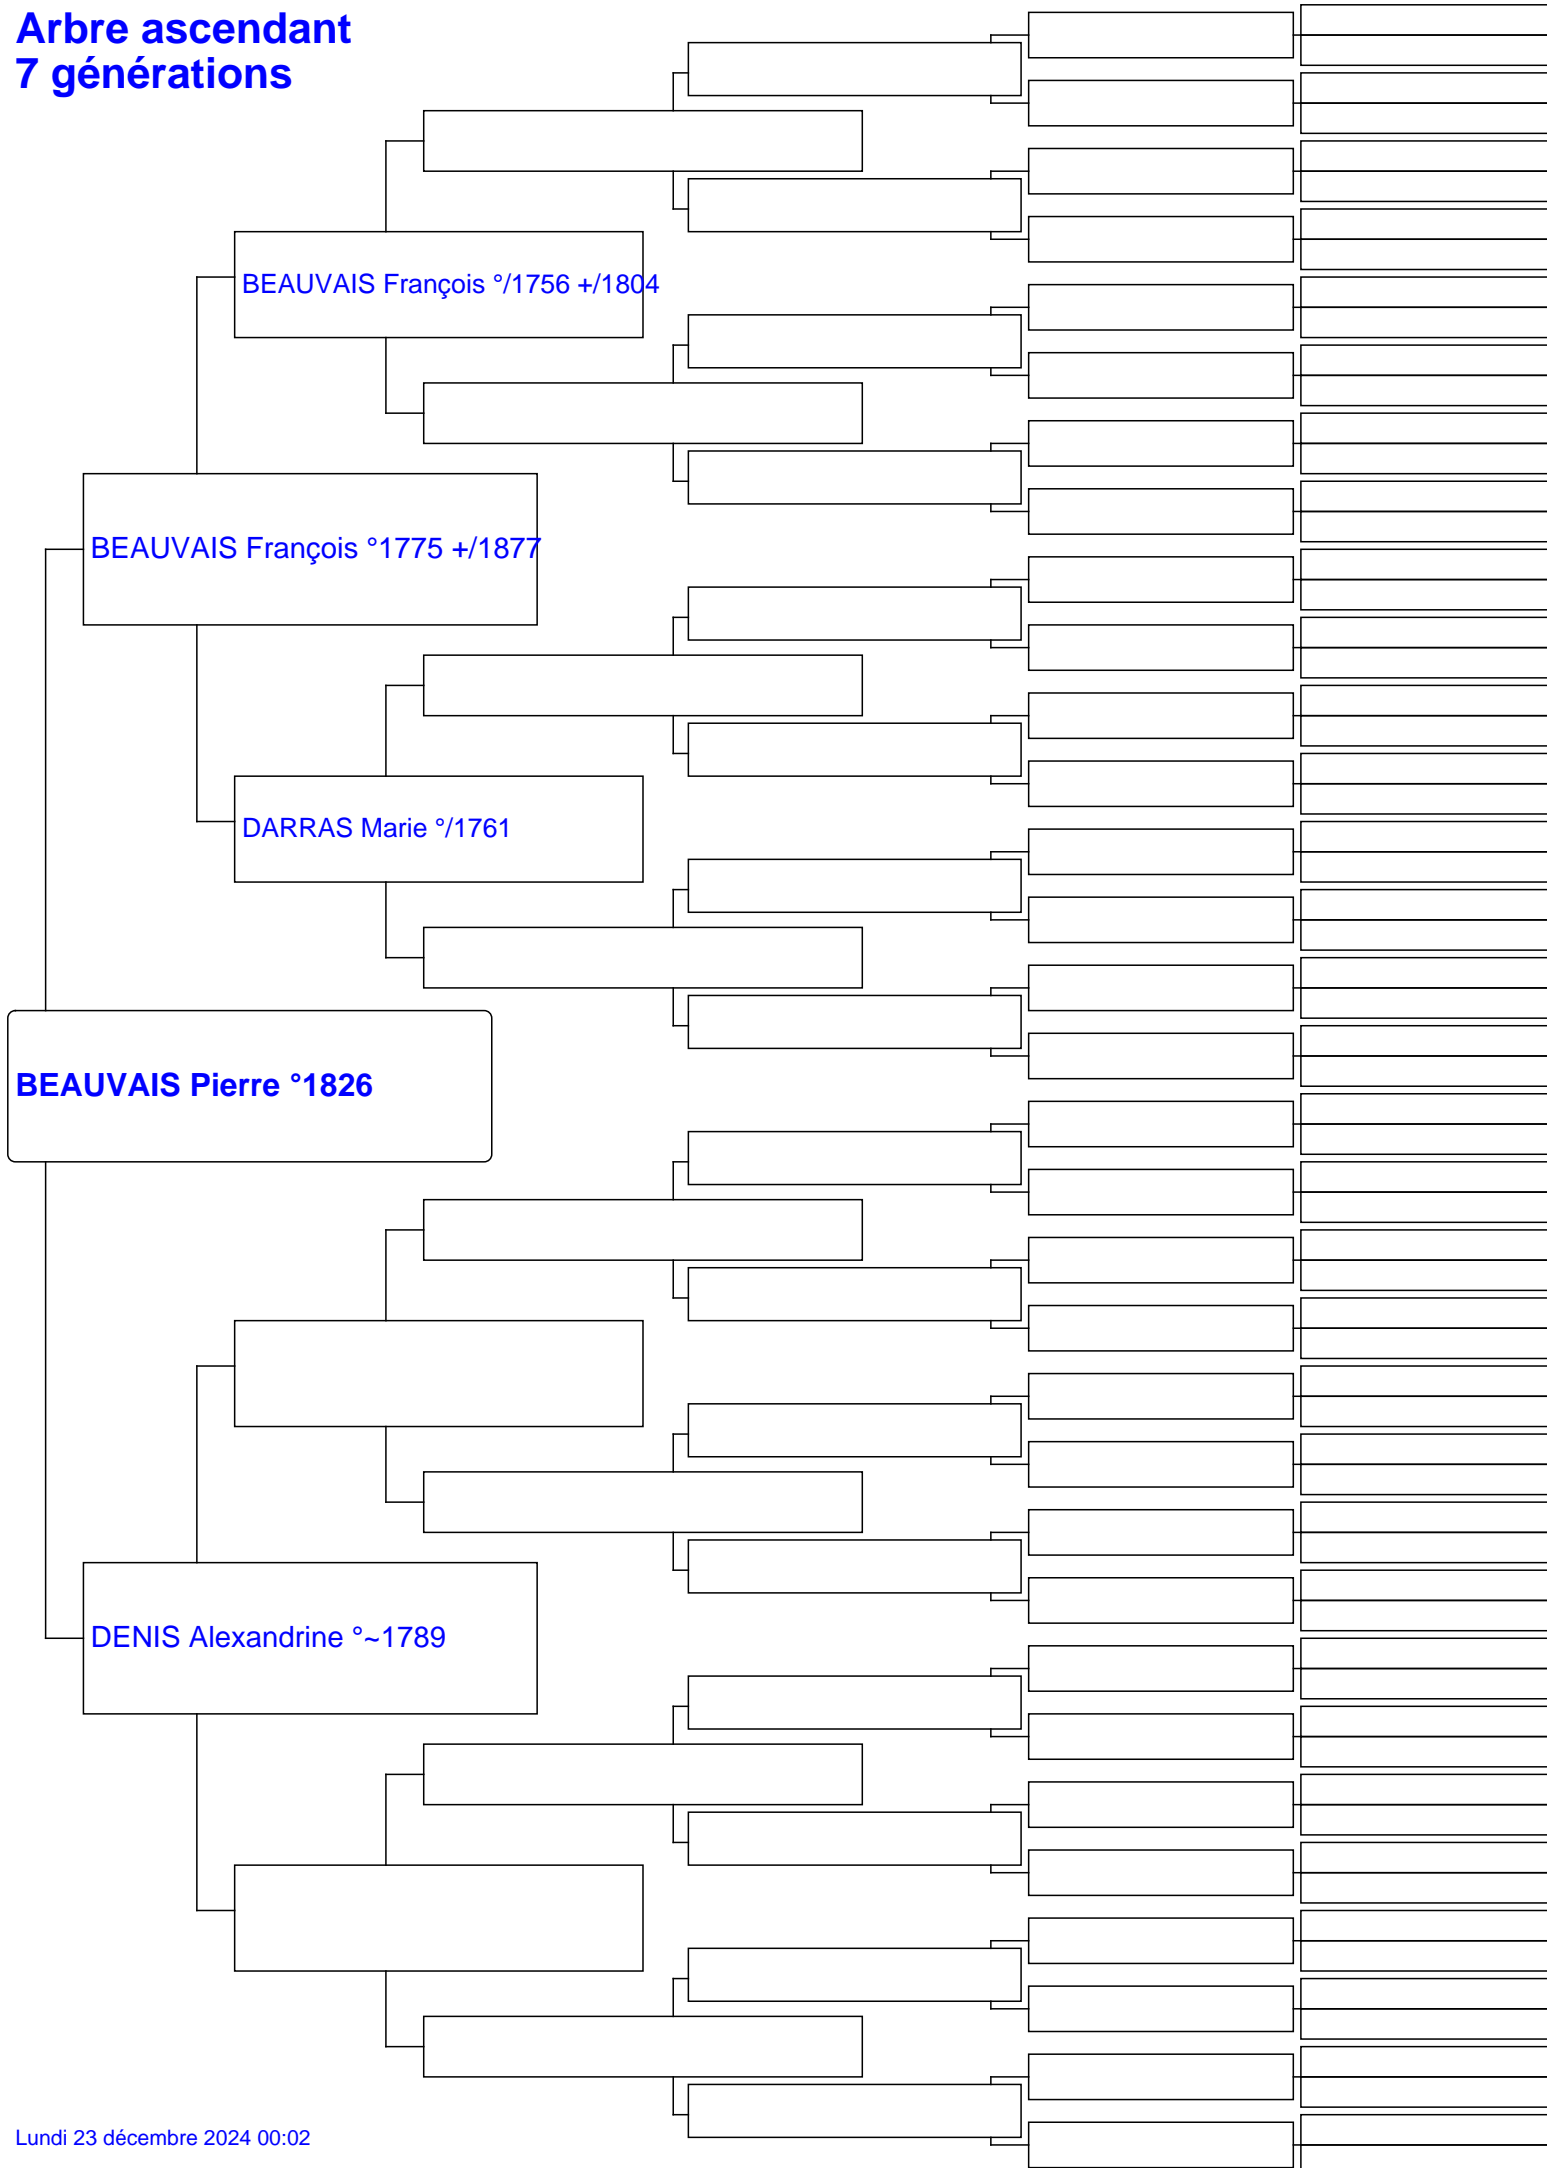 Arbre ascendant
7 générations
BEAUVAIS François °/1756 +/1804
BEAUVAIS François °1775 +/1877
DARRAS Marie °/1761
BEAUVAIS Pierre °1826
DENIS Alexandrine °~1789
Lundi 23 décembre 2024 00:02